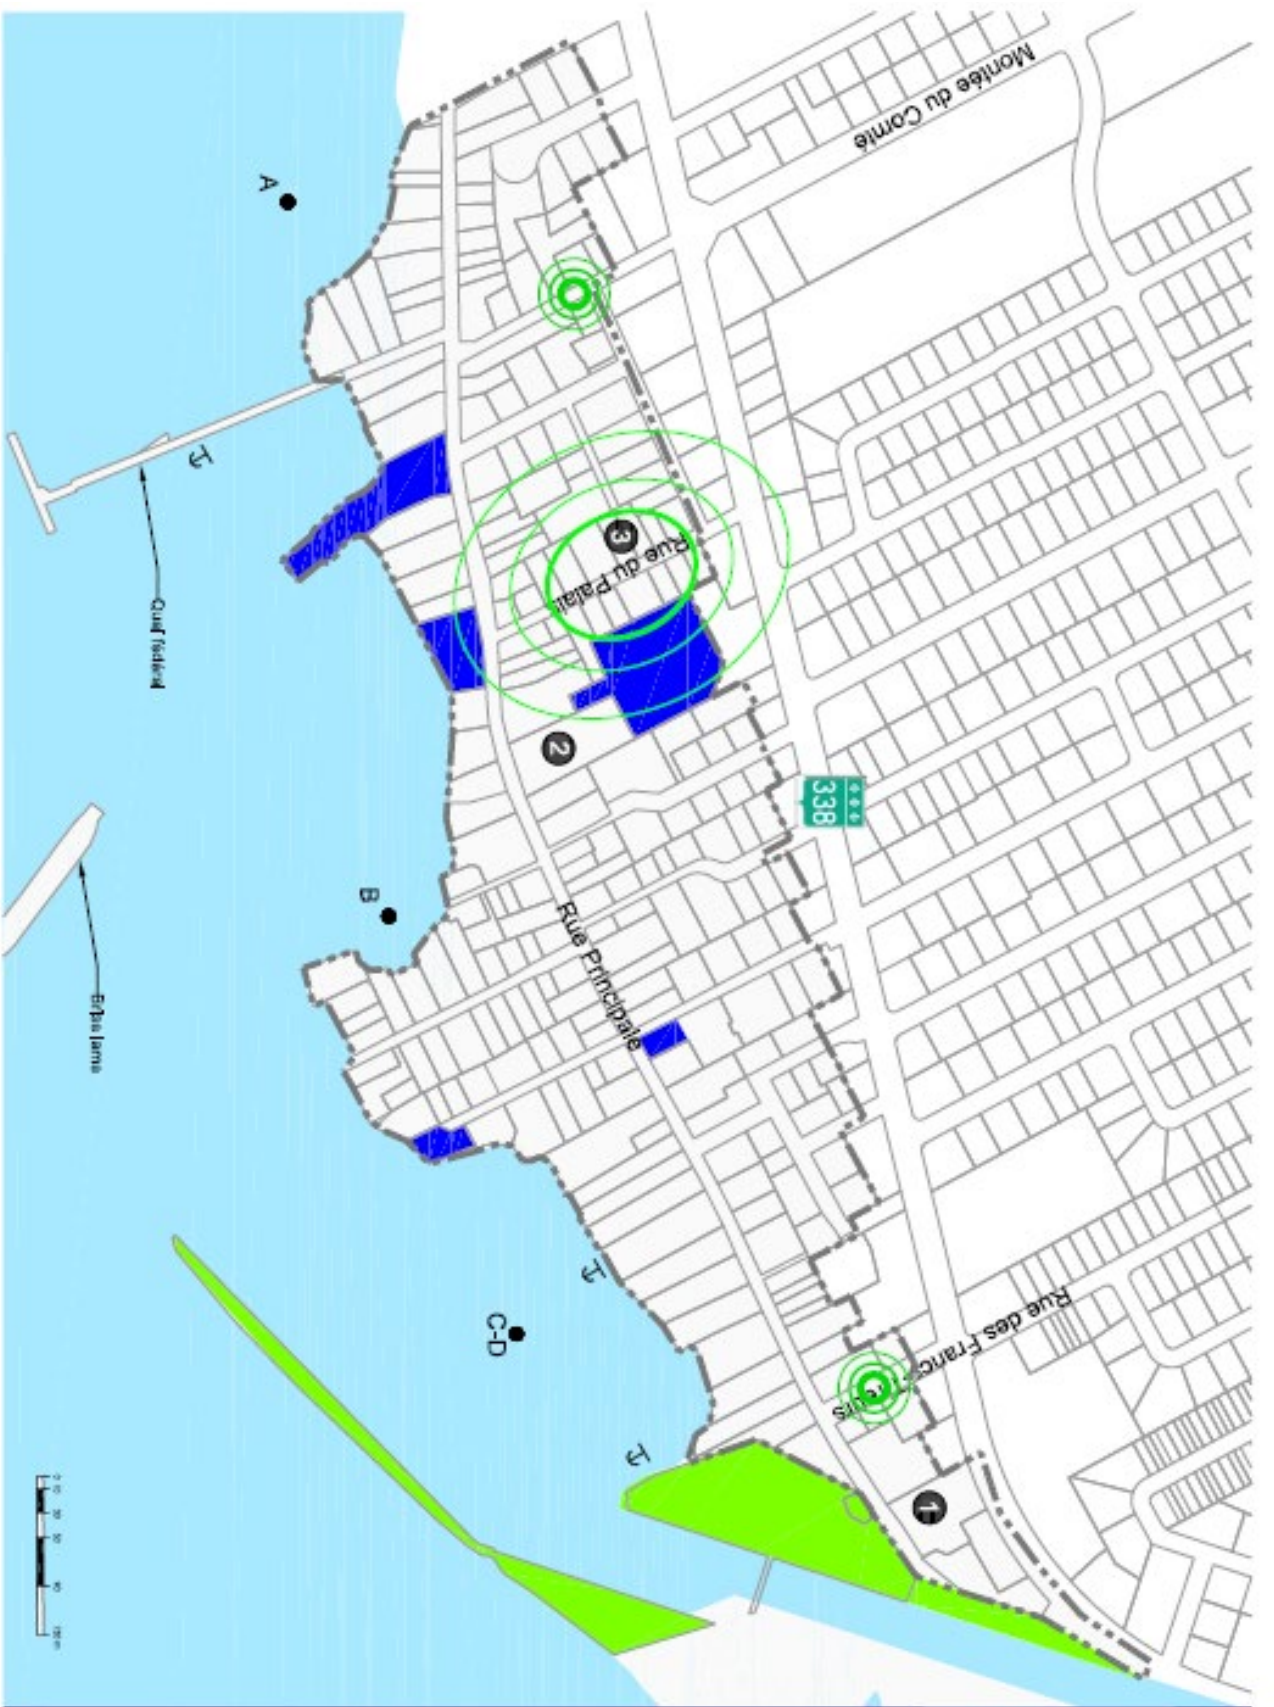 Montée du Comté
A
3
Rue du Palais
Quai fédéral
2
338
B
Rue Principale
Brise lame
C-D
Rue des Francs-Tireurs
1